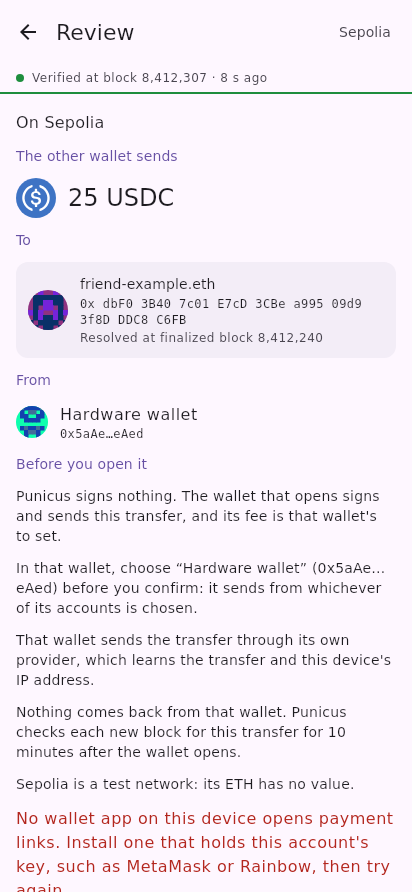 Review
Sepolia
Verified at block 8,412,307 · 8 s ago
On Sepolia
The other wallet sends
25 USDC
To
friend-example.eth
0x dbF0 3B40 7c01 E7cD 3CBe a995 09d9
3f8D DDC8 C6FB
Resolved at finalized block 8,412,240
From
Hardware wallet
0x5aAe…eAed
Before you open it
Punicus signs nothing. The wallet that opens signs
and sends this transfer, and its fee is that wallet's
to set.
In that wallet, choose “Hardware wallet” (0x5aAe…
eAed) before you confirm: it sends from whichever
of its accounts is chosen.
That wallet sends the transfer through its own
provider, which learns the transfer and this device's
IP address.
Nothing comes back from that wallet. Punicus
checks each new block for this transfer for 10
minutes after the wallet opens.
Sepolia is a test network: its ETH has no value.
No wallet app on this device opens payment
links. Install one that holds this account's
key, such as MetaMask or Rainbow, then try
again.